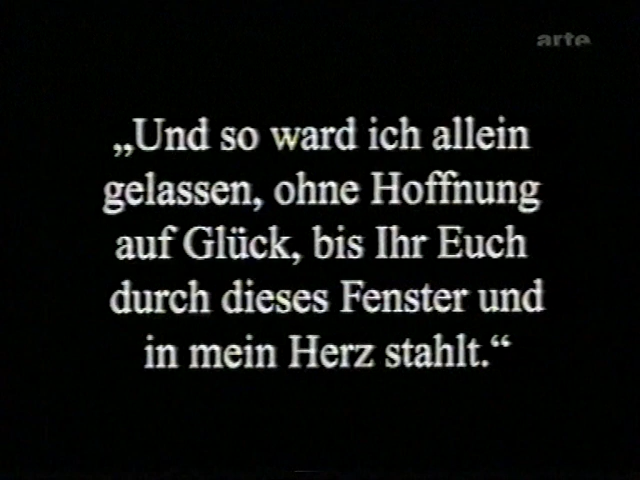 arte
„Und so ward ich allein
gelassen, ohne Hoffnung
auf Glück, bis Ihr Euch
durch dieses Fenster und
in mein Herz stahlt.“